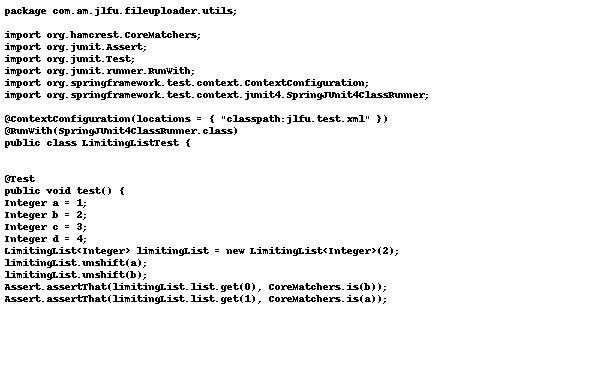 package com.am.jlfu.fileuploader.utils;
import org.hamcrest.CoreMatchers;
import org.junit.Assert;
import org.junit.Test;
import org.junit.runner.RunWith;
import org.springframework.test.context.ContextConfiguration;
import org.springframework.test.context.junit4.SpringJUnit4ClassRunner;
@ContextConfiguration(locations = { "classpath:jlfu.test.xml" })
@RunWith(SpringJUnit4ClassRunner.class)
public class LimitingListTest {
@Test
public void test() {
Integer a = 1;
Integer b = 2;
Integer c = 3;
Integer d = 4;
LimitingList<Integer> limitingList = new LimitingList<Integer>(2);
limitingList.unshift(a);
limitingList.unshift(b);
Assert.assertThat(limitingList.list.get(0), CoreMatchers.is(b));
Assert.assertThat(limitingList.list.get(1), CoreMatchers.is(a));